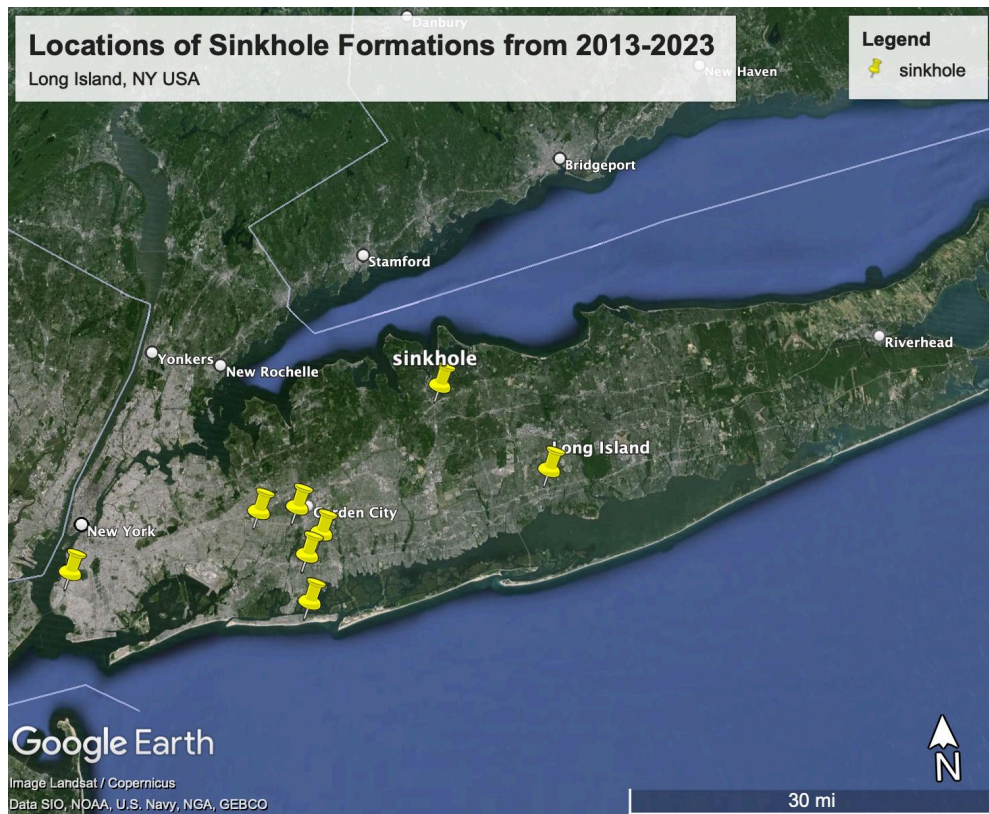 Danbury
Locations of Sinkhole Formations from 2013-2023
Long Island, NY USA
Legend
sinkhole
New Haven
Bridgeport
Stamford
Yonkers
New Rochelle
sinkhole
Riverhead
Long Island
Garden City
New York
Google Earth
Image Landsat / Copernicus
Data SIO, NOAA, U.S. Navy, NGA, GEBCO
N
30 mi